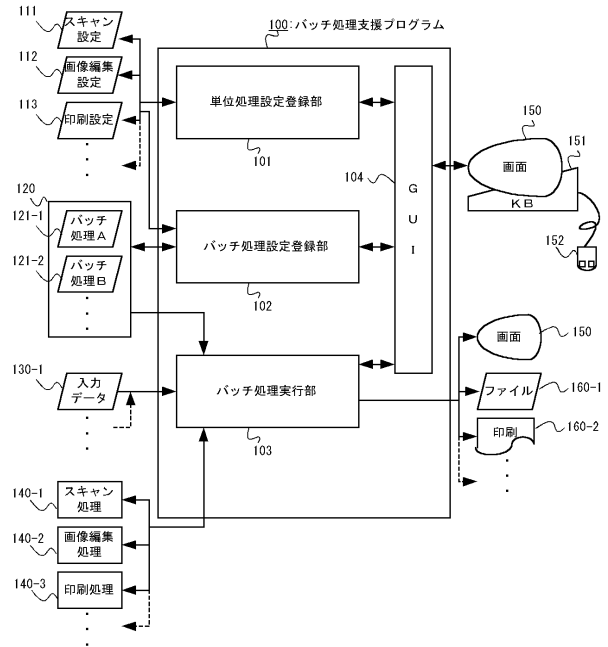 111
スキャン
設定
112
画像編集
設定
113
印刷設定
100:バッチ処理支援プログラム
単位処理設定登録部
101
104
GUI
150
画面
151
KB
152
120
121-1
バッチ
処理A
121-2
バッチ
処理B
バッチ処理設定登録部
102
130-1
入力
データ
バッチ処理実行部
103
画面
150
ファイル
160-1
印刷
160-2
140-1
スキャン
処理
140-2
画像編集
処理
140-3
印刷処理